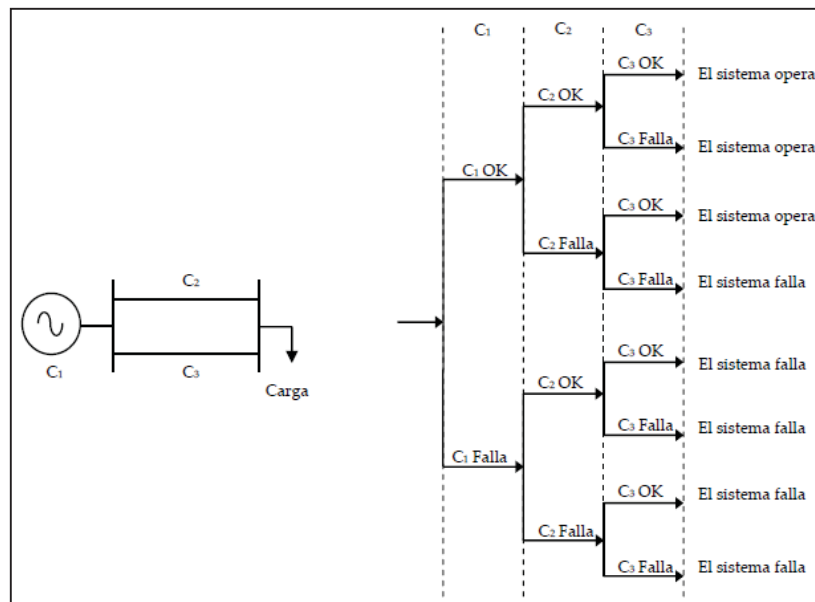 C₁ C₂ C₃
C₃ OK
El sistema opera
C₂ OK
C₃ Falla
El sistema opera
C₁ OK
C₃ OK
El sistema opera
C₂ Falla
C₃ Falla
El sistema falla
C₂
C₁
C₃
Carga
C₃ OK
El sistema falla
C₂ OK
C₃ Falla
El sistema falla
C₁ Falla
C₃ OK
El sistema falla
C₂ Falla
C₃ Falla
El sistema falla